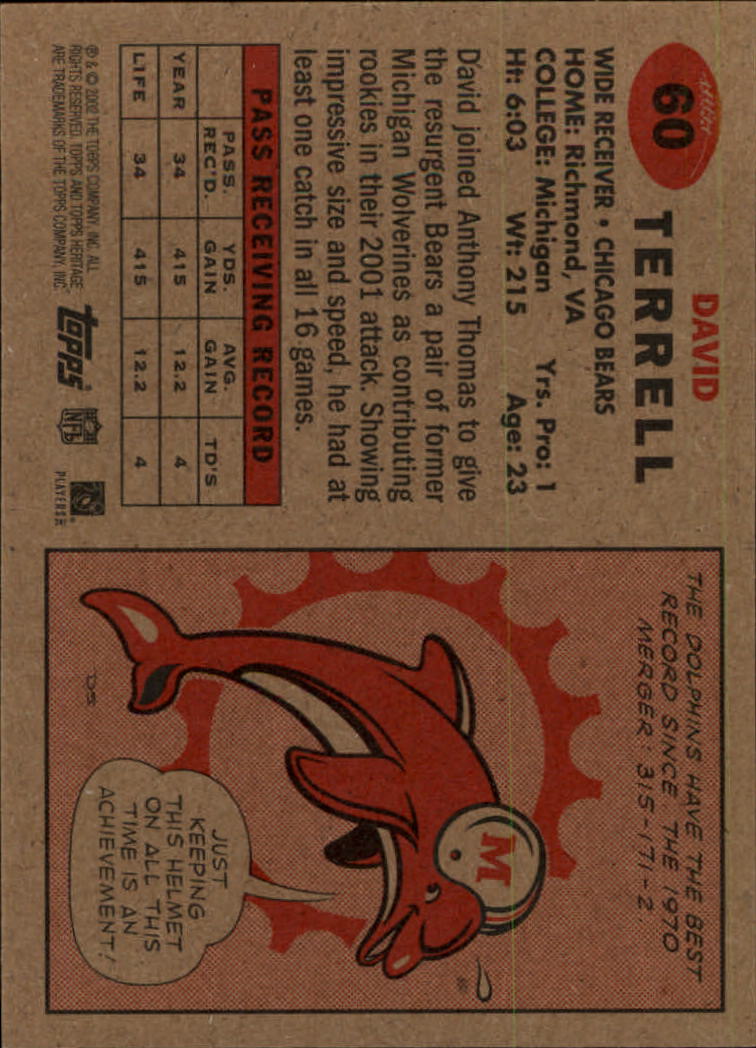 60
DAVID
TERRELL
WIDE RECEIVER • CHICAGO BEARS
HOME: Richmond, VA
COLLEGE: Michigan Yrs. Pro: 1
Ht: 6:03 Wt: 215 Age: 23
David joined Anthony Thomas to give
the resurgent Bears a pair of former
Michigan Wolverines as contributing
rookies in their 2001 attack. Showing
impressive size and speed, he had at
least one catch in all 16 games.
PASS RECEIVING RECORD
PASS. YDS. AVG.
REC'D. GAIN GAIN TD'S
YEAR 34 415 12.2 4
LIFE 34 415 12.2 4
® & © 2002 THE TOPPS COMPANY, INC. ALL
RIGHTS RESERVED. TOPPS AND TOPPS HERITAGE
ARE TRADEMARKS OF THE TOPPS COMPANY, INC.
Topps
NFL
PLAYERS
THE DOLPHINS HAVE THE BEST
RECORD SINCE THE 1970
MERGER: 315-171-2.
M
JUST
KEEPING
THIS HELMET
ON ALL THIS
TIME IS AN
ACHIEVEMENT!